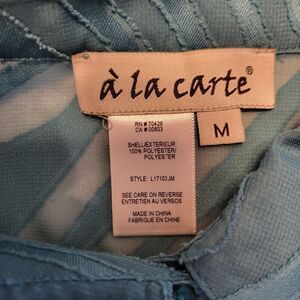 à la carte®
M
RN # 70428
CA # 00803
SHELL/EXTERIEUR:
100% POLYESTER/
POLYESTER
STYLE: L17103JM
SEE CARE ON REVERSE
ENTRETIEN AU VERSOS
MADE IN CHINA
FABRIQUE EN CHINE